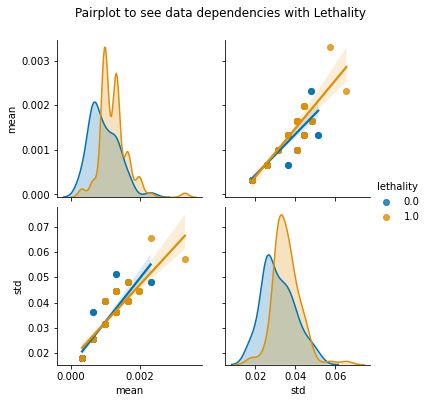 Pairplot to see data dependencies with Lethality
0.003
0.002
0.001
0.000
mean
lethality
0.0
1.0
0.07
0.06
0.05
0.04
0.03
0.02
std
0.000 0.002
mean
0.02 0.04 0.06
std